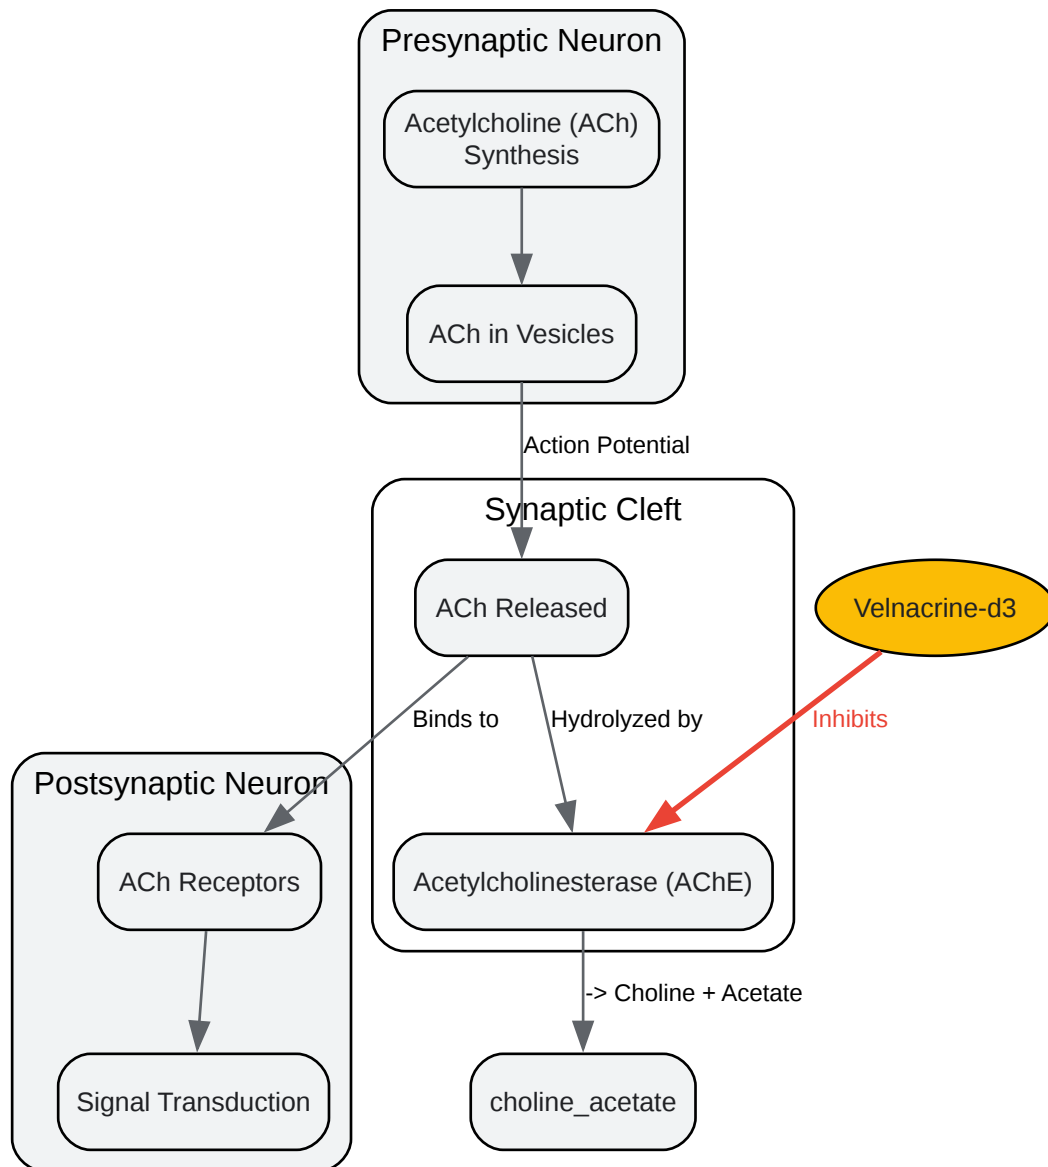 Presynaptic Neuron
Acetylcholine (ACh)
Synthesis
ACh in Vesicles
Action Potential
Synaptic Cleft
ACh Released
Velnacrine-d3
Binds to
Hydrolyzed by
Inhibits
Postsynaptic Neuron
ACh Receptors
Acetylcholinesterase (AChE)
-> Choline + Acetate
Signal Transduction
choline_acetate